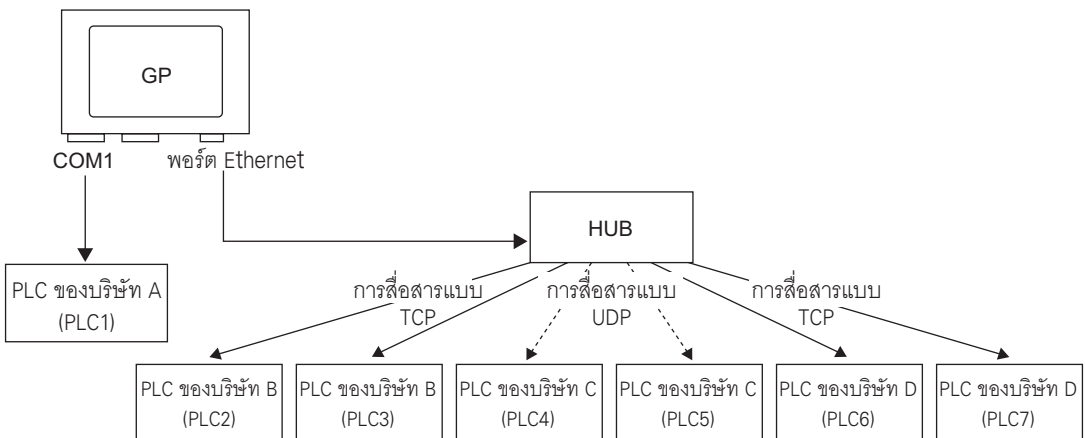 GP
COM1
พอร์ต Ethernet
HUB
PLC ของบริษัท A
(PLC1)
การสื่อสารแบบ
TCP
การสื่อสารแบบ
UDP
การสื่อสารแบบ
TCP
PLC ของบริษัท B
(PLC2)
PLC ของบริษัท B
(PLC3)
PLC ของบริษัท C
(PLC4)
PLC ของบริษัท C
(PLC5)
PLC ของบริษัท D
(PLC6)
PLC ของบริษัท D
(PLC7)